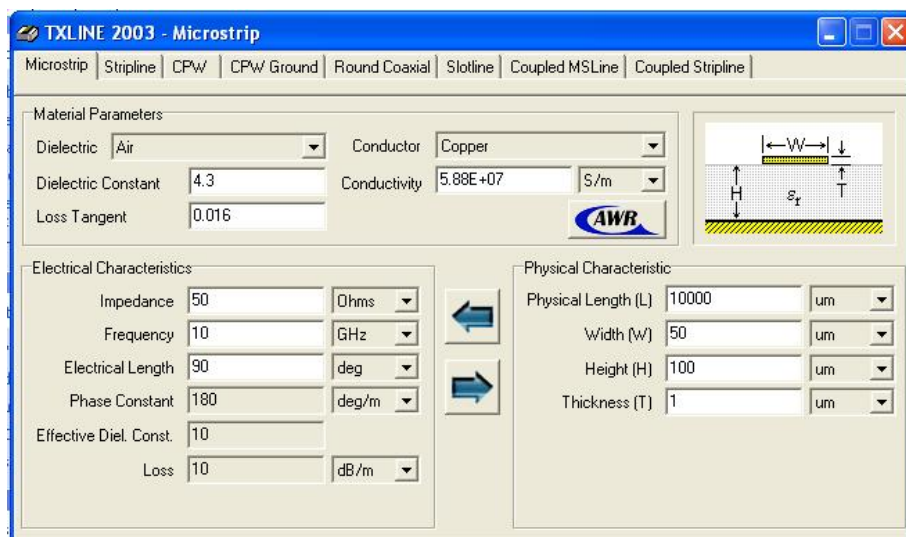 TXLINE 2003 - Microstrip
Microstrip Stripline CPW CPW Ground Round Coaxial Slotline Coupled MSLine Coupled Stripline
Material Parameters
Dielectric Air Conductor Copper
Dielectric Constant 4.3 Conductivity 5.88E+07 S/m
Loss Tangent 0.016
AWR
W
H
εr
T
Electrical Characteristics
Impedance 50 Ohms
Frequency 10 GHz
Electrical Length 90 deg
Phase Constant 180 deg/m
Effective Diel. Const. 10
Loss 10 dB/m
Physical Characteristic
Physical Length (L) 10000 um
Width (W) 50 um
Height (H) 100 um
Thickness (T) 1 um